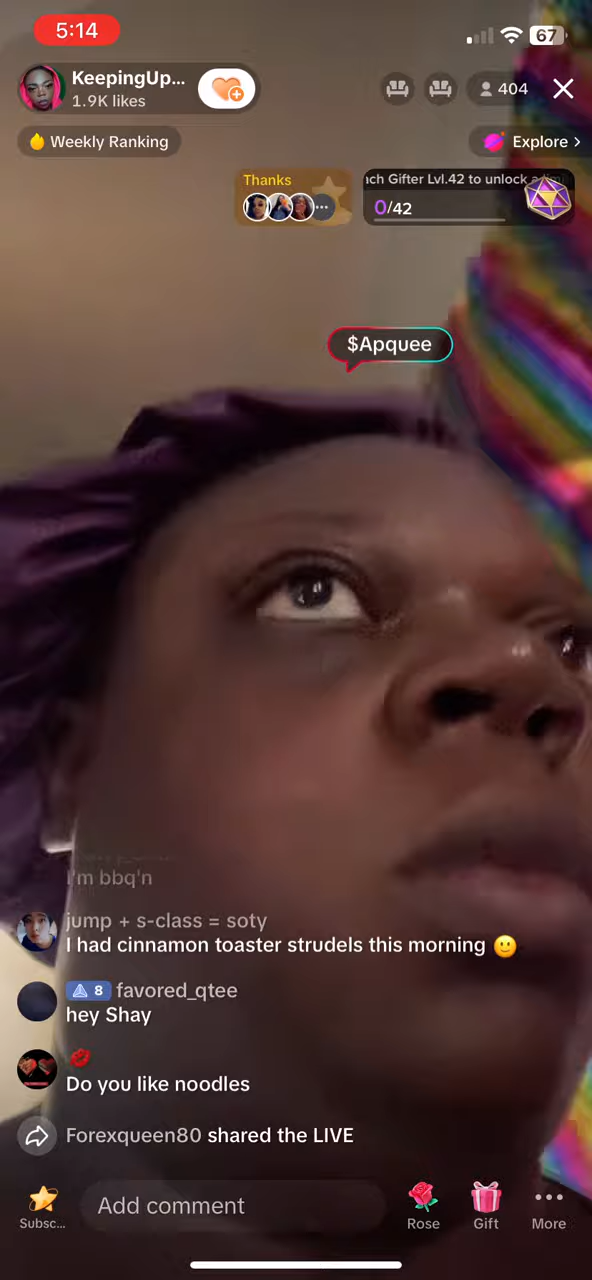 5:14
67
KeepingUp...
1.9K likes
404
Weekly Ranking
Explore >
Thanks
Gifter Lvl.42 to unlock a
0/42
$Apquee
I'm bbq'n
jump + s-class = soty
I had cinnamon toaster strudels this morning 🙂
8 favored_qtee
hey Shay
💋
Do you like noodles
Forexqueen80 shared the LIVE
Subsc...
Add comment
Rose
Gift
More